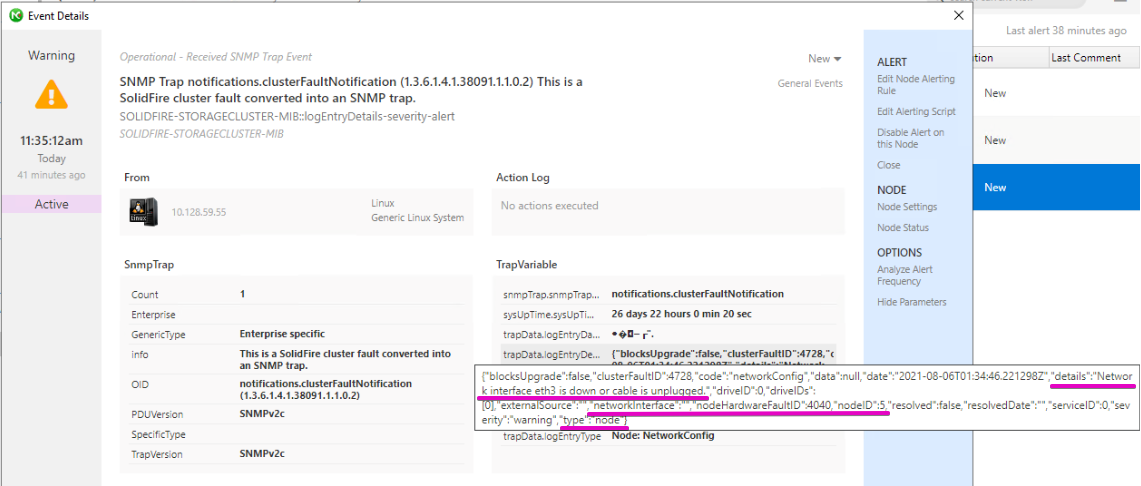 Event Details
Last alert 38 minutes ago
Last Comment
New
New
New
Warning
11:35:12am
Today
41 minutes ago
Active
Operational - Received SNMP Trap Event
New
SNMP Trap notifications.clusterFaultNotification (1.3.6.1.4.1.38091.1.1.0.2) This is a
SolidFire cluster fault converted into an SNMP trap.
General Events
SOLIDFIRE-STORAGECLUSTER-MIB::logEntryDetails-severity-alert
SOLIDFIRE-STORAGECLUSTER-MIB
From
10.128.59.55
Linux
Generic Linux System
Action Log
No actions executed
SnmpTrap
Count 1
Enterprise
GenericType Enterprise specific
info This is a SolidFire cluster fault converted into
an SNMP trap.
OID notifications.clusterFaultNotification
(1.3.6.1.4.1.38091.1.1.0.2)
PDUVersion SNMPv2c
SpecificType
TrapVersion SNMPv2c
TrapVariable
snmpTrap.snmpTrap... notifications.clusterFaultNotification
sysUpTime.sysUpTi... 26 days 22 hours 0 min 20 sec
trapData.logEntryDa...
trapData.logEntryDe... {"blocksUpgrade":false,"clusterFaultID":4728,"c
{"blocksUpgrade":false,"clusterFaultID":4728,"code":"networkConfig","data":null,"date":"2021-08-06T01:34:46.221298Z","details":"Networ
k interface eth3 is down or cable is unplugged.","driveID":0,"driveIDs":
[0],"externalSource":"","networkInterface":"","nodeHardwareFaultID":4040,"nodeID":5,"resolved":false,"resolvedDate":"","serviceID":0,"sev
erity":"warning","type":"node"}
trapData.logEntryType Node: NetworkConfig
ALERT
Edit Node Alerting
Rule
Edit Alerting Script
Disable Alert on
this Node
Close
NODE
Node Settings
Node Status
OPTIONS
Analyze Alert
Frequency
Hide Parameters